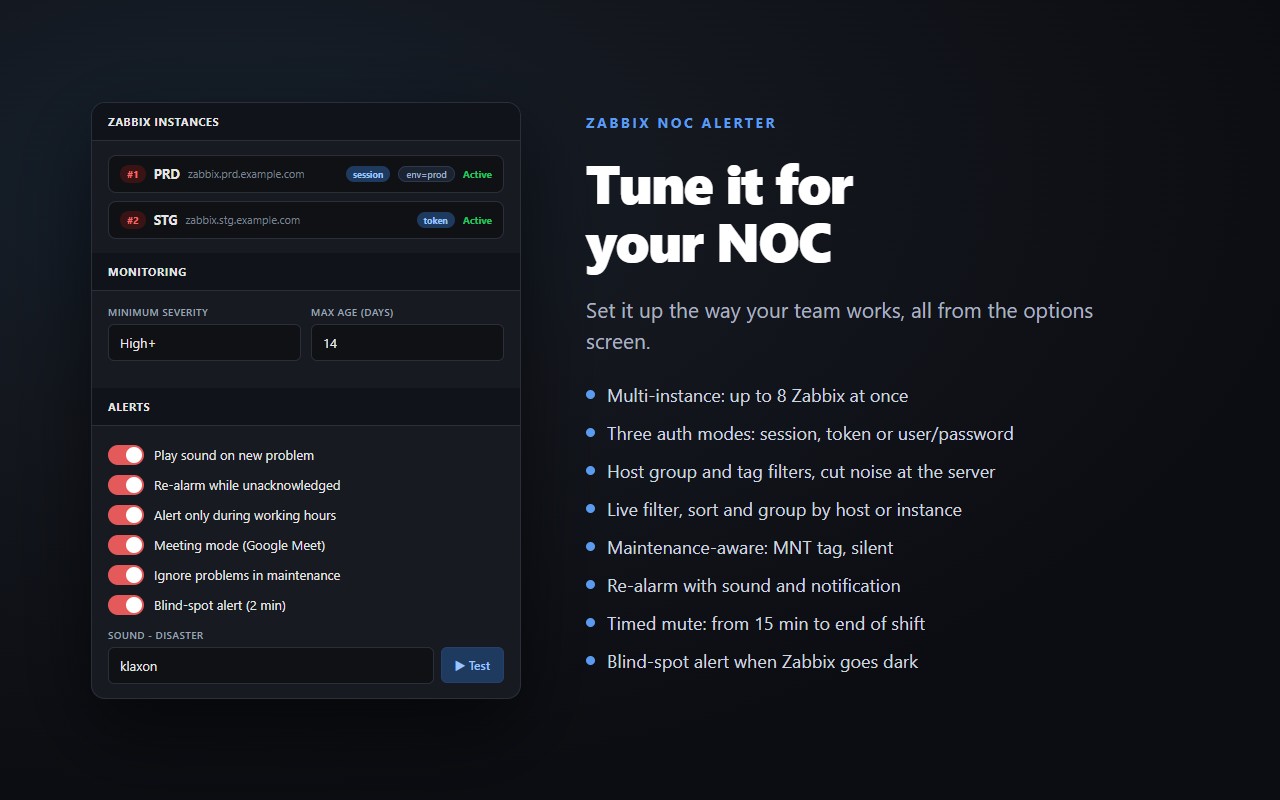 ZABBIX INSTANCES
#1 PRD zabbix.prd.example.com session env=prod Active
#2 STG zabbix.stg.example.com token Active
MONITORING
MINIMUM SEVERITY MAX AGE (DAYS)
High+ 14
ALERTS
Play sound on new problem
Re-alarm while unacknowledged
Alert only during working hours
Meeting mode (Google Meet)
Ignore problems in maintenance
Blind-spot alert (2 min)
SOUND - DISASTER
klaxon ▶ Test
ZABBIX NOC ALERTER
Tune it for
your NOC
Set it up the way your team works, all from the options
screen.
Multi-instance: up to 8 Zabbix at once
Three auth modes: session, token or user/password
Host group and tag filters, cut noise at the server
Live filter, sort and group by host or instance
Maintenance-aware: MNT tag, silent
Re-alarm with sound and notification
Timed mute: from 15 min to end of shift
Blind-spot alert when Zabbix goes dark